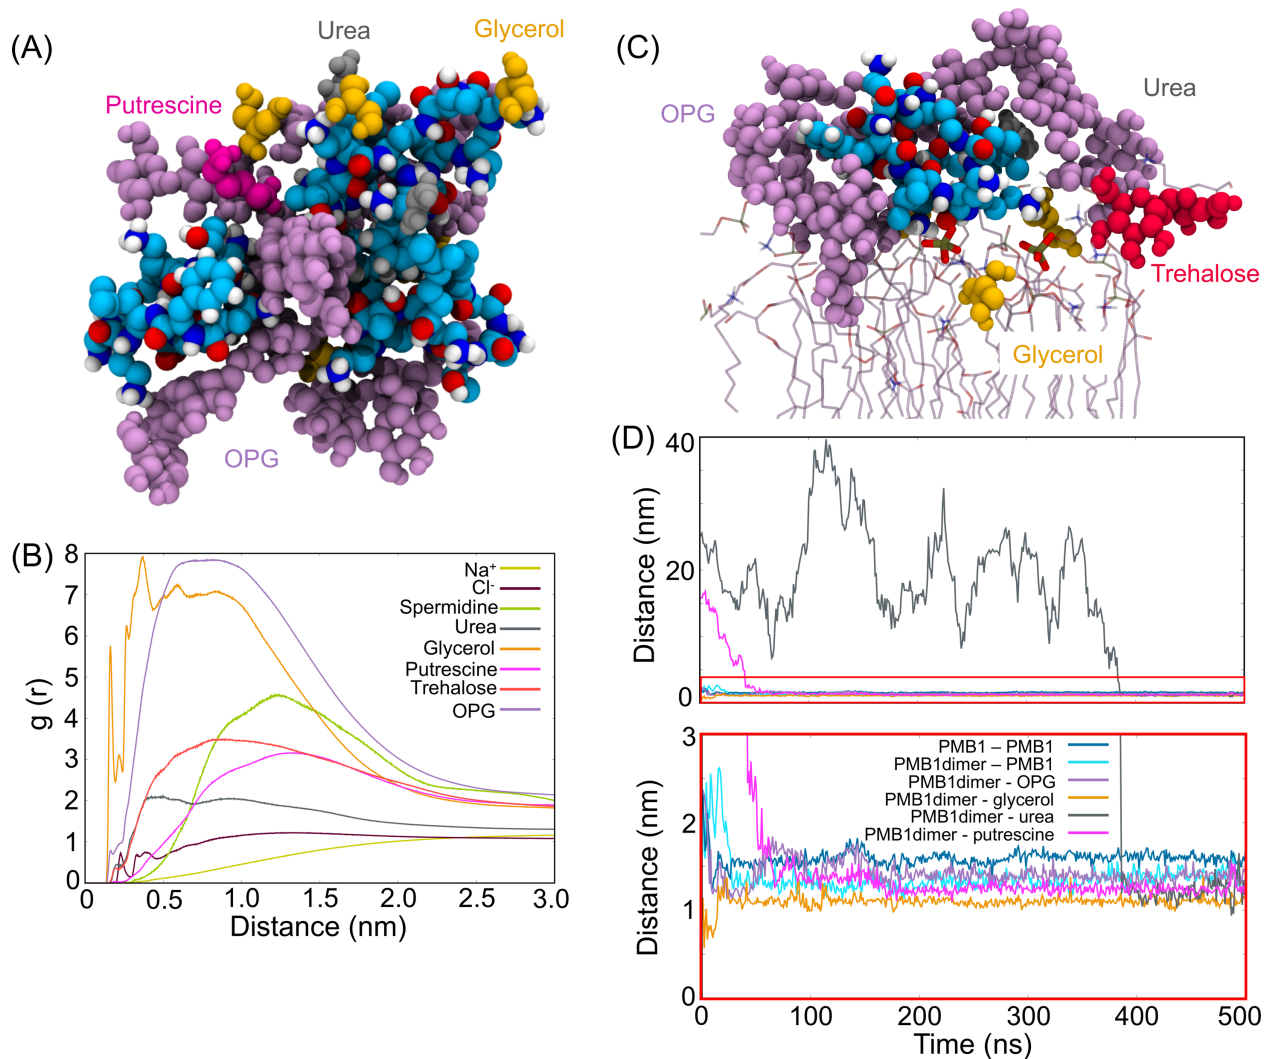 (A)
Urea
Glycerol
Putrescine
OPG
(B)
g (r)
8
7
6
5
4
3
2
1
0
Na+
Cl-
Spermidine
Urea
Glycerol
Putrescine
Trehalose
OPG
0 0.5 1.0 1.5 2.0 2.5 3.0
Distance (nm)
(C)
OPG
Urea
Trehalose
Glycerol
(D)
Distance (nm)
40
20
0
Distance (nm)
3
2
1
0
PMB1 – PMB1
PMB1dimer – PMB1
PMB1dimer - OPG
PMB1dimer - glycerol
PMB1dimer - urea
PMB1dimer - putrescine
0 100 200 300 400 500
Time (ns)